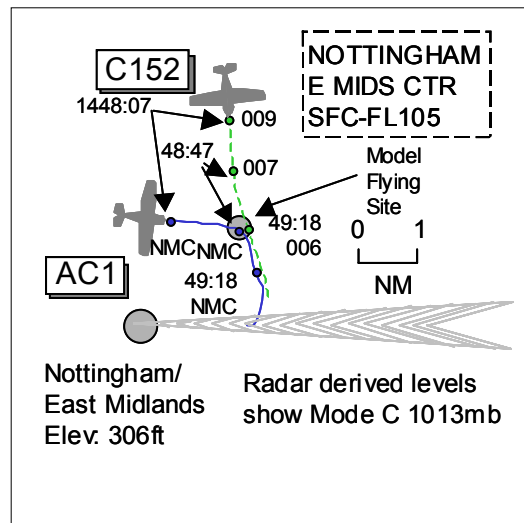 C152
NOTTINGHAM
E MIDS CTR
SFC-FL105
1448:07
009
48:47
007
Model
Flying
Site
49:18
006
0 1
NM
NMC
NMC
AC1
49:18
NMC
Nottingham/
East Midlands
Elev: 306ft
Radar derived levels
show Mode C 1013mb